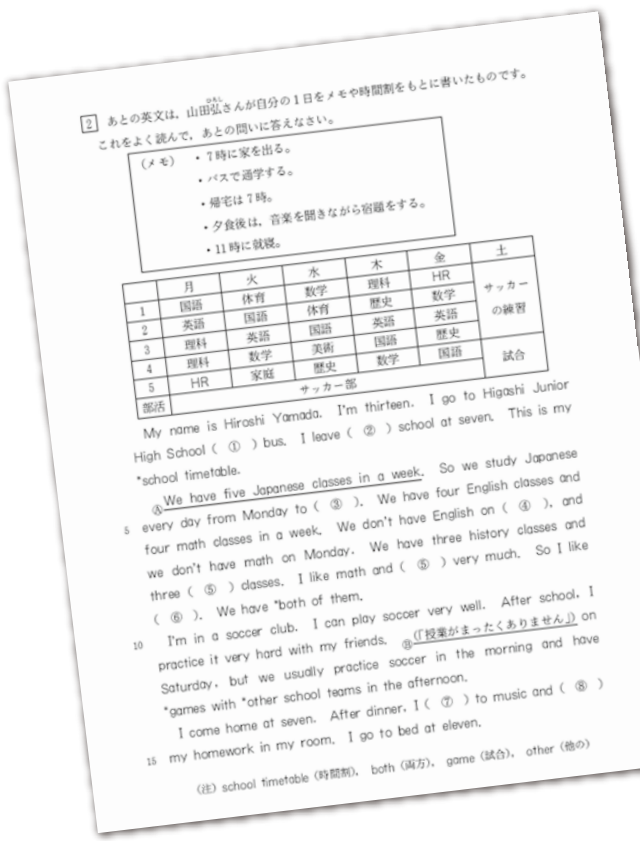 2 あとの英文は，山田弘さんが自分の1日をメモや時間割をもとに書いたものです。
ひろし
これをよく読んで，あとの問いに答えなさい。
（メモ）・7時に家を出る。
・バスで通学する。
・帰宅は7時。
・夕食後は，音楽を聞きながら宿題をする。
・11時に就寝。
月 火 水 木 金 土
1 国語 体育 数学 理科 HR サッカーの練習
2 英語 国語 体育 歴史 数学
3 理科 英語 国語 英語 英語
4 理科 数学 美術 国語 歴史 試合
5 HR 家庭 歴史 数学 国語
部活 サッカー部
My name is Hiroshi Yamada. I'm thirteen. I go to Higashi Junior
High School ( ① ) bus. I leave ( ② ) school at seven. This is my
*school timetable.
ⒶWe have five Japanese classes in a week. So we study Japanese
5 every day from Monday to ( ③ ). We have four English classes and
four math classes in a week. We don't have English on ( ④ ), and
we don't have math on Monday. We have three history classes and
three ( ⑤ ) classes. I like math and ( ⑤ ) very much. So I like
( ⑥ ). We have *both of them.
10 I'm in a soccer club. I can play soccer very well. After school, I
practice it very hard with my friends. Ⓑ(「授業がまったくありません」) on
Saturday, but we usually practice soccer in the morning and have
*games with *other school teams in the afternoon.
I come home at seven. After dinner, I ( ⑦ ) to music and ( ⑧ )
15 my homework in my room. I go to bed at eleven.
（注）school timetable（時間割）， both（両方）， game（試合）， other（他の）